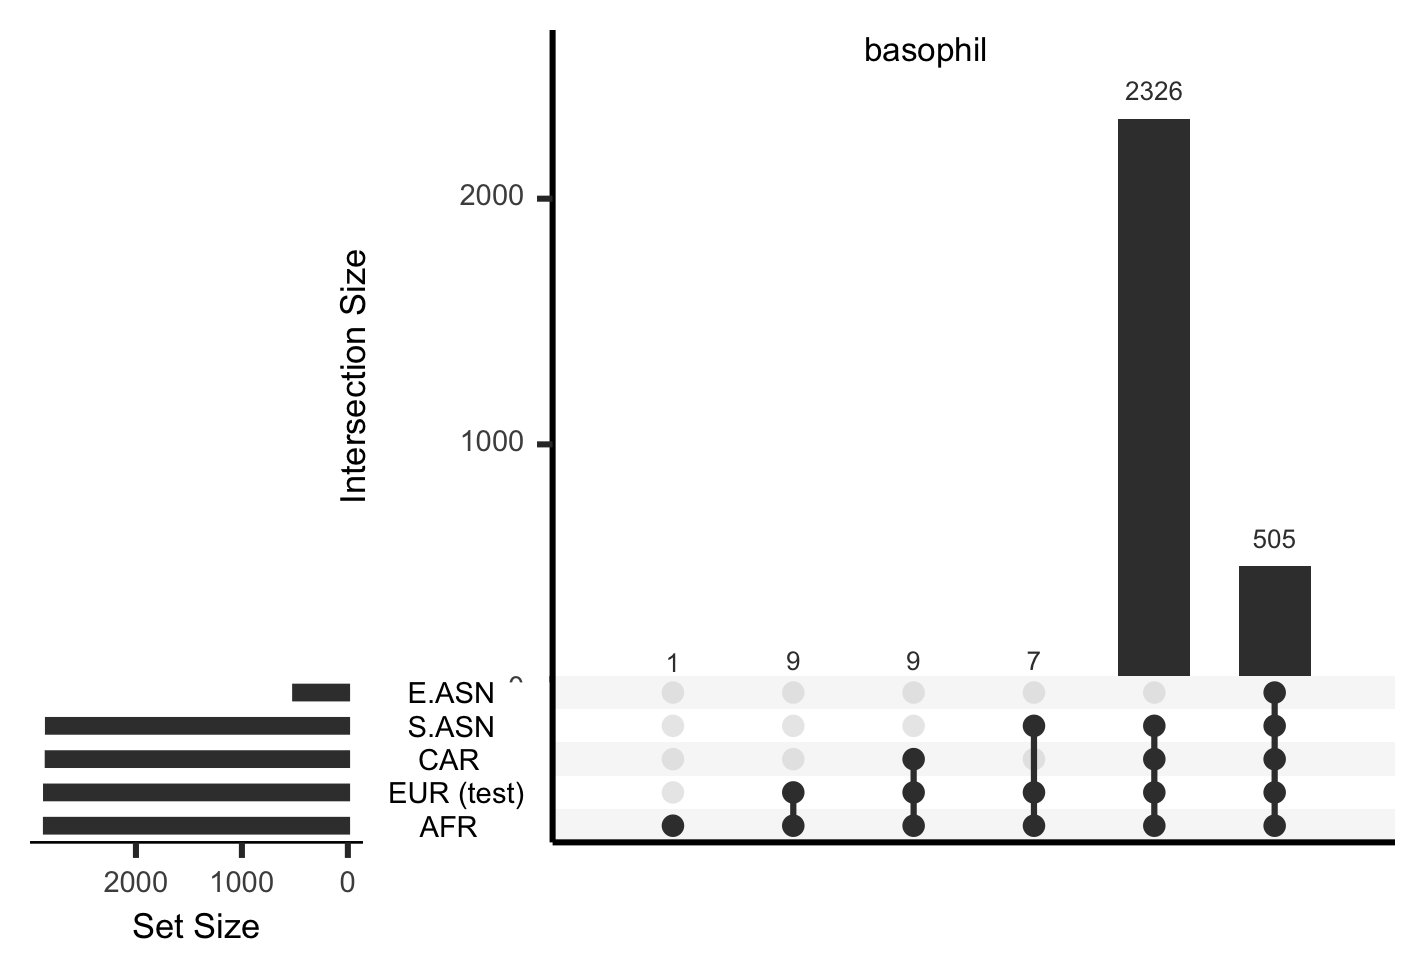 basophil
2326
2000
Intersection Size
1000
505
1 9 9 7
E.ASN
S.ASN
CAR
EUR (test)
AFR
2000 1000 0
Set Size